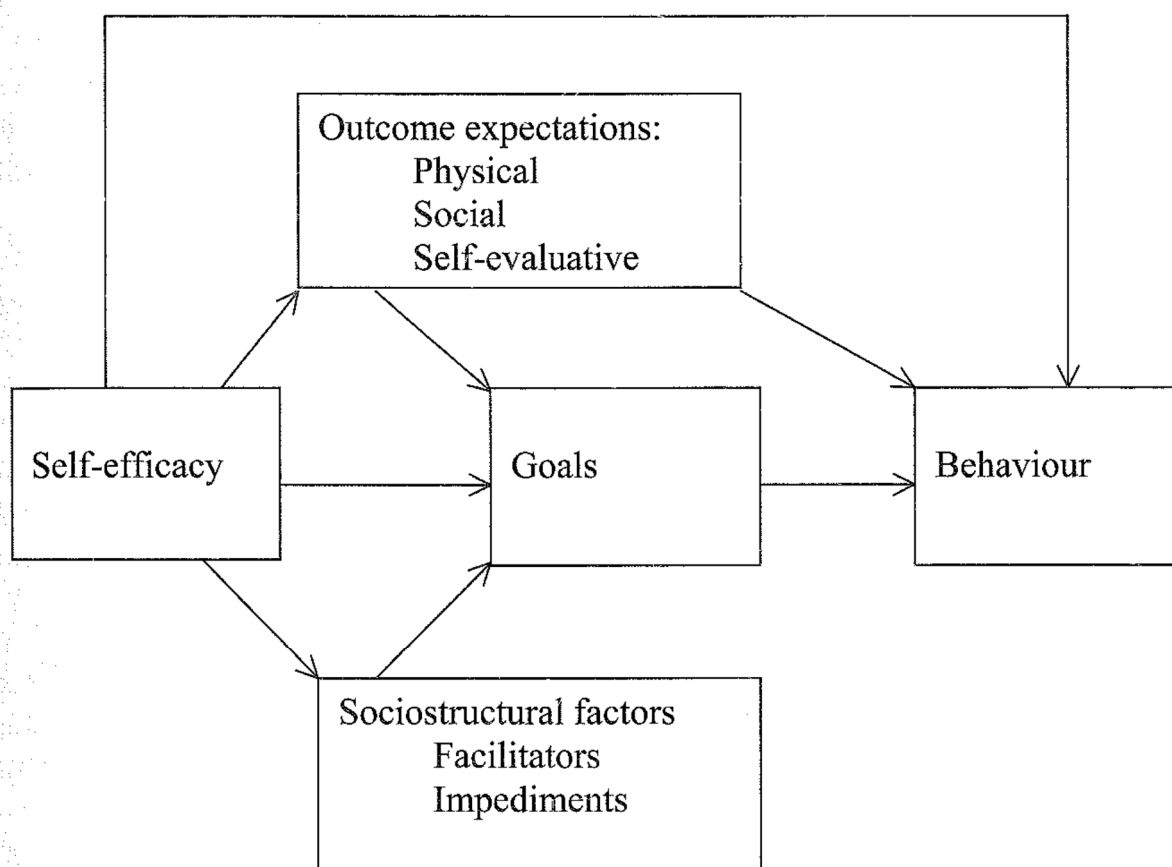 Outcome expectations:
Physical
Social
Self-evaluative
Self-efficacy
Goals
Behaviour
Sociostructural factors
Facilitators
Impediments